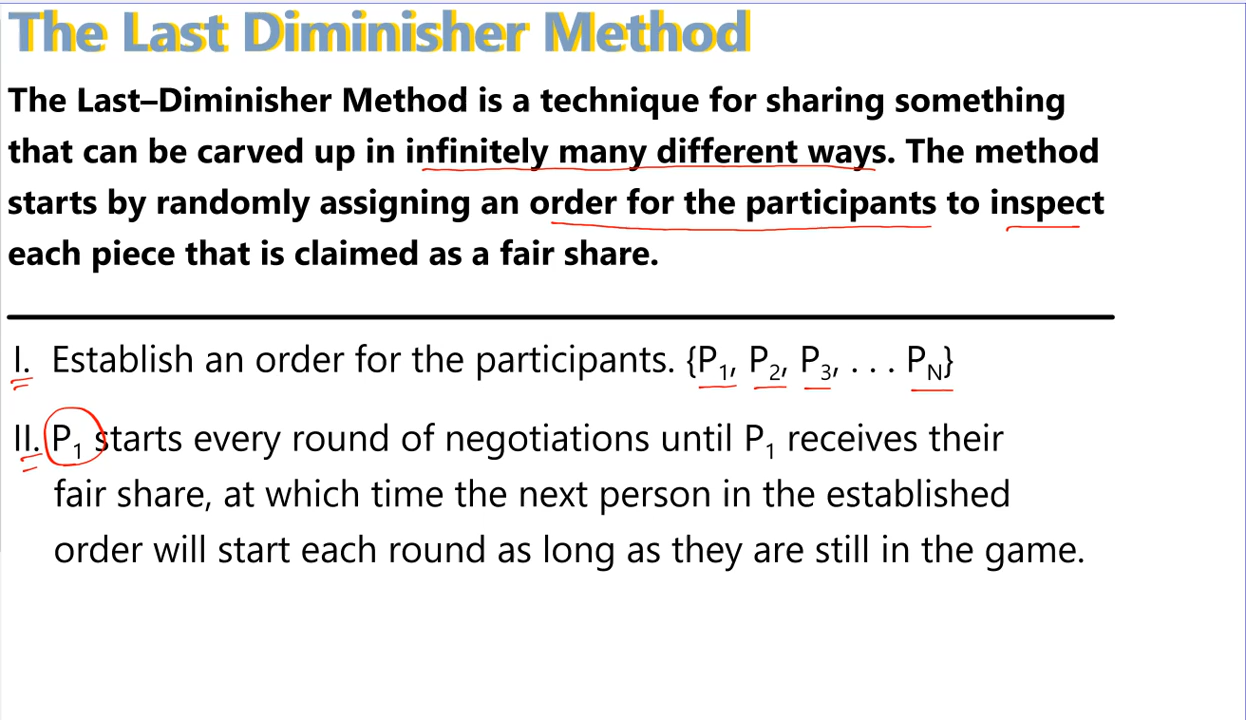 The Last Diminisher Method
The Last–Diminisher Method is a technique for sharing something
that can be carved up in infinitely many different ways. The method
starts by randomly assigning an order for the participants to inspect
each piece that is claimed as a fair share.
I. Establish an order for the participants. {P₁, P₂, P₃, . . . P_N}
II. P₁ starts every round of negotiations until P₁ receives their
fair share, at which time the next person in the established
order will start each round as long as they are still in the game.